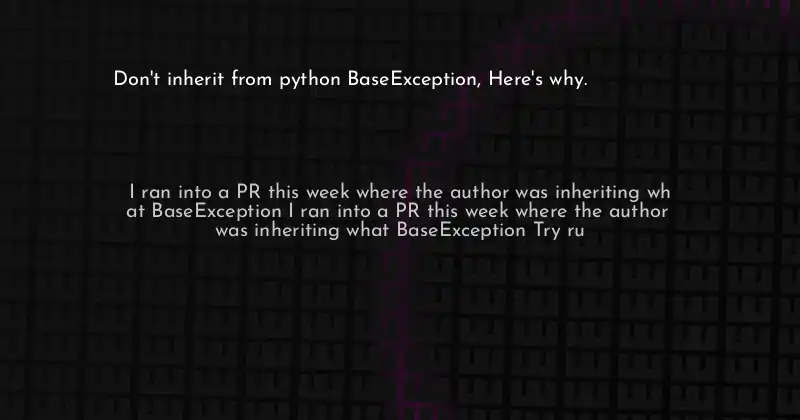 Don't inherit from python BaseException, Here's why.
I ran into a PR this week where the author was inheriting wh
at BaseException I ran into a PR this week where the author
was inheriting what BaseException Try ru